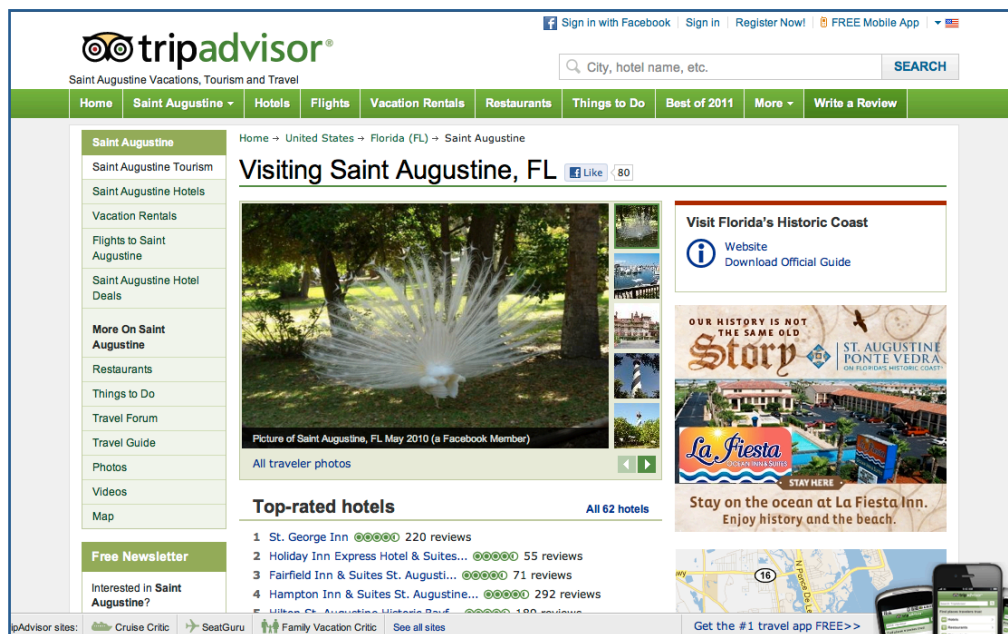 Sign in with Facebook
Sign in
Register Now!
FREE Mobile App
tripadvisor®
Saint Augustine Vacations, Tourism and Travel
City, hotel name, etc.
SEARCH
Home
Saint Augustine
Hotels
Flights
Vacation Rentals
Restaurants
Things to Do
Best of 2011
More
Write a Review
Saint Augustine
Saint Augustine Tourism
Saint Augustine Hotels
Vacation Rentals
Flights to Saint
Augustine
Saint Augustine Hotel
Deals
More On Saint
Augustine
Restaurants
Things to Do
Travel Forum
Travel Guide
Photos
Videos
Map
Free Newsletter
Interested in Saint
Augustine?
Home → United States → Florida (FL) → Saint Augustine
Visiting Saint Augustine, FL
Like
80
Picture of Saint Augustine, FL May 2010 (a Facebook Member)
All traveler photos
Top-rated hotels
All 62 hotels
1 St. George Inn 220 reviews
2 Holiday Inn Express Hotel & Suites... 55 reviews
3 Fairfield Inn & Suites St. Augusti... 71 reviews
4 Hampton Inn & Suites St. Augustine... 292 reviews
Visit Florida's Historic Coast
Website
Download Official Guide
OUR HISTORY IS NOT
THE SAME OLD
Story
ST. AUGUSTINE
PONTE VEDRA
ON FLORIDA'S HISTORIC COAST
La Fiesta
OCEAN INN & SUITES
STAY HERE
Stay on the ocean at La Fiesta Inn.
Enjoy history and the beach.
16
N Ponce De Le
ipAdvisor sites:
Cruise Critic
SeatGuru
Family Vacation Critic
See all sites
Get the #1 travel app FREE>>